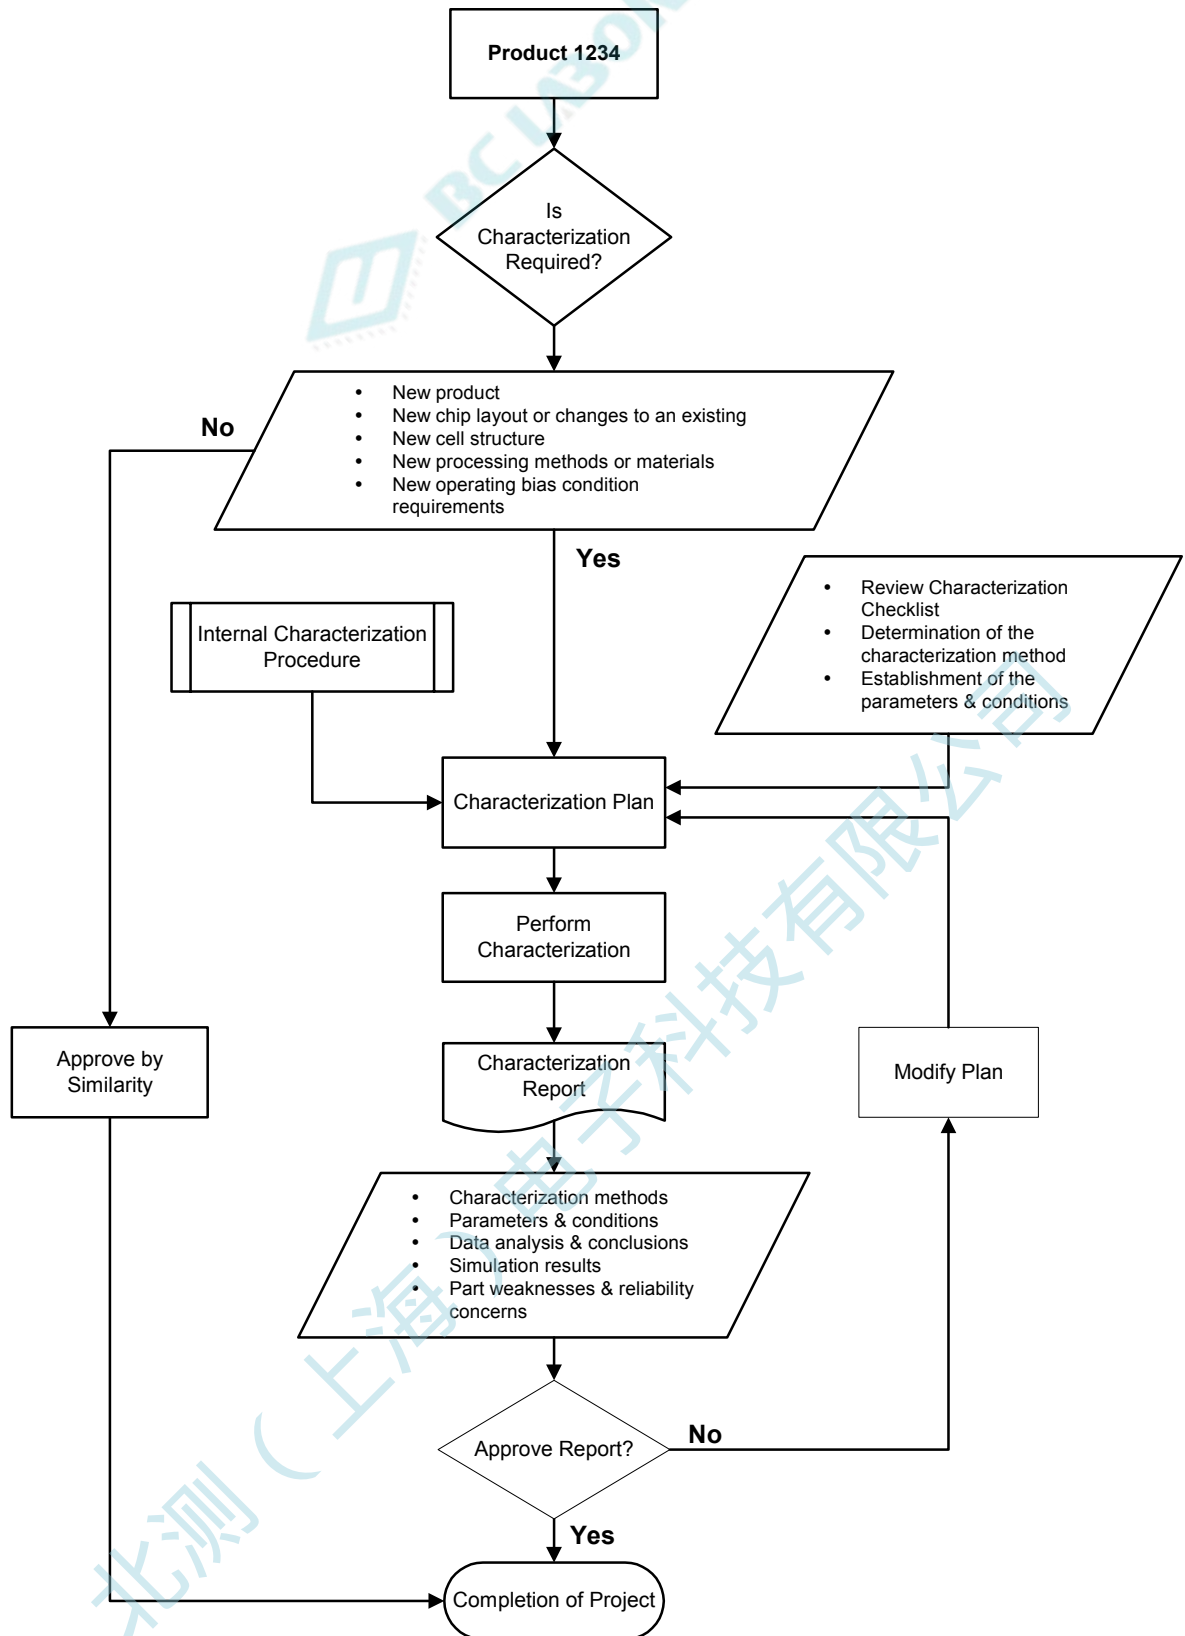 Product 1234
Is
Characterization
Required?
• New product
• New chip layout or changes to an existing
• New cell structure
• New processing methods or materials
• New operating bias condition
requirements
No
Yes
Internal Characterization
Procedure
• Review Characterization
Checklist
• Determination of the
characterization method
• Establishment of the
parameters & conditions
Characterization Plan
Perform
Characterization
Approve by
Similarity
Characterization
Report
Modify Plan
• Characterization methods
• Parameters & conditions
• Data analysis & conclusions
• Simulation results
• Part weaknesses & reliability
concerns
Approve Report?
No
Yes
Completion of Project
北测（上海）电子科技有限公司